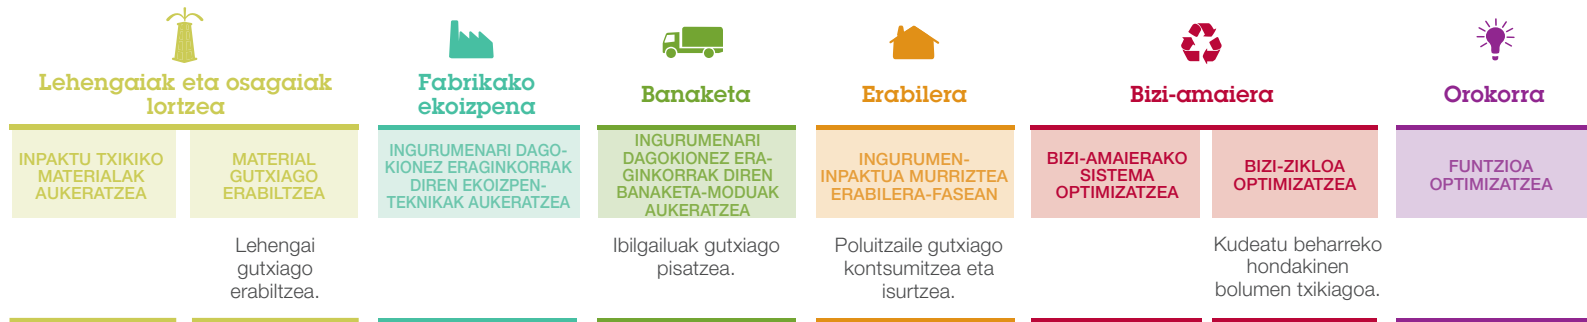 Lehengaiak eta osagaiak
lortzea
Fabrikako
ekoizpena
Banaketa
Erabilera
Bizi-amaiera
Orokorra
INPAKTU TXIKIKO
MATERIALAK
AUKERATZEA
MATERIAL
GUTXIAGO
ERABILTZEA
INGURUMENARI DAGO-
KIONEZ ERAGINKORRAK
DIREN EKOIZPEN-
TEKNIKAK AUKERATZEA
INGURUMENARI
DAGOKIONEZ ERA-
GINKORRAK DIREN
BANAKETA-MODUAK
AUKERATZEA
INGURUMEN-
INPAKTUA MURRIZTEA
ERABILERA-FASEAN
BIZI-AMAIERAKO
SISTEMA
OPTIMIZATZEA
BIZI-ZIKLOA
OPTIMIZATZEA
FUNTZIOA
OPTIMIZATZEA
Lehengai
gutxiago
erabiltzea.
Ibilgailuak gutxiago
pisatzea.
Poluitzaile gutxiago
kontsumitzea eta
isurtzea.
Kudeatu beharreko
hondakinen
bolumen txikiagoa.